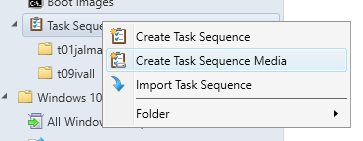 Boot Images
Task Sequ
t01jalma
t09ivall
Windows 10
All Window
Create Task Sequence
Create Task Sequence Media
Import Task Sequence
Folder